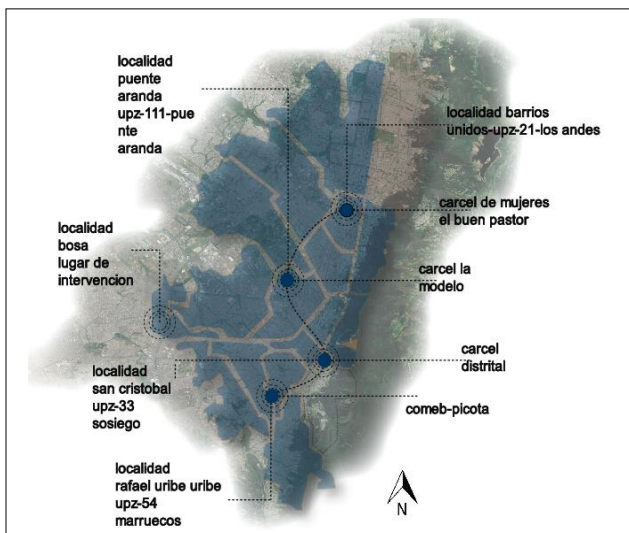 localidad
puente
aranda
upz-111-pue
nte
aranda
localidad barrios
ünidos-upz-21-los andes
carcel de mujeres
el buen pastor
localidad
bosa
lugar de
intervencion
carcel la
modelo
carcel
distrital
localidad
san cristobal
upz-33
sosiego
comeb-picota
localidad
rafael uribe uribe
upz-54
marruecos
N